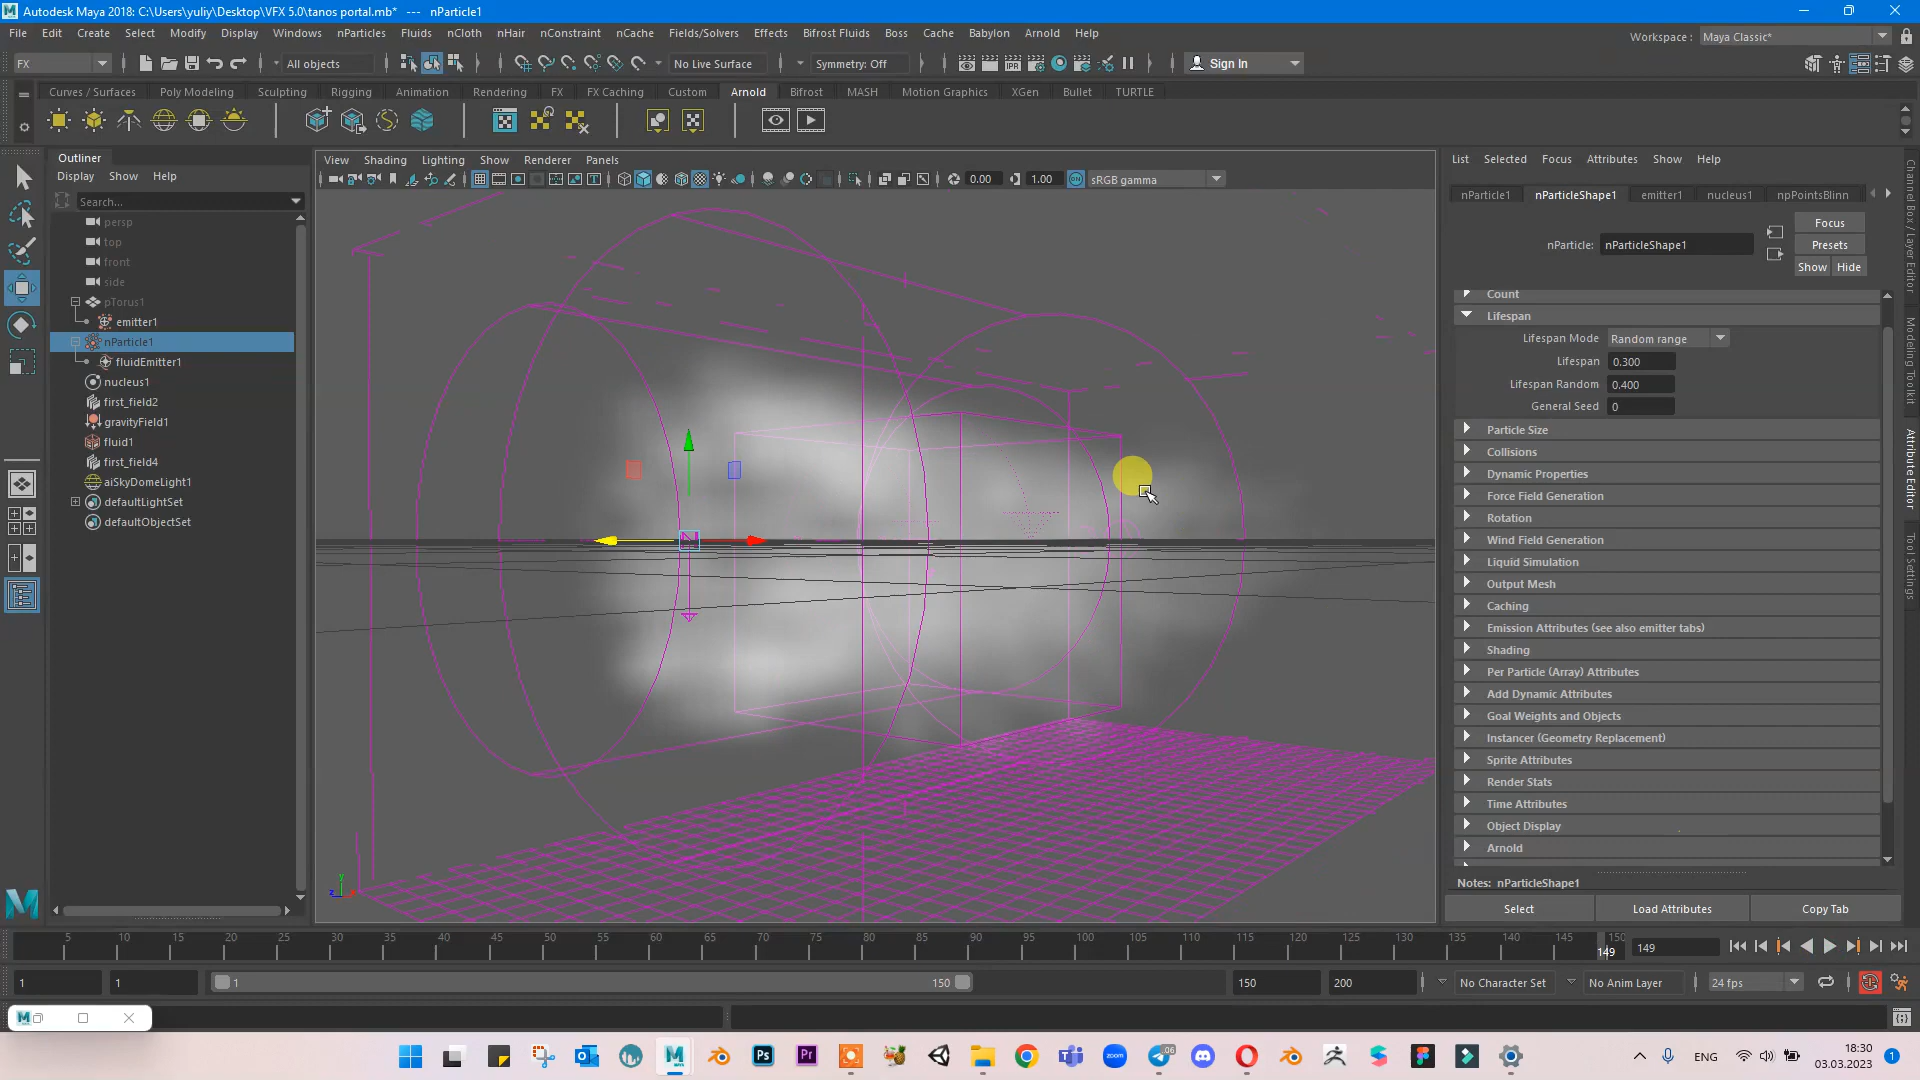 Autodesk Maya 2018: C:\Users\yuliy\Desktop\VFX 5.0\tanos portal.mb* --- nParticle1
File Edit Create Select Modify Display Windows nParticles Fluids nCloth nHair nConstraint nCache Fields/Solvers Effects Bifrost Fluids Boss Cache Babylon Arnold Help
Workspace : Maya Classic*
FX All objects No Live Surface Symmetry: Off Sign In
Curves / Surfaces Poly Modeling Sculpting Rigging Animation Rendering FX FX Caching Custom Arnold Bifrost MASH Motion Graphics XGen Bullet TURTLE
IPR
Outliner
Display Show Help
Search...
persp
top
front
side
pTorus1
emitter1
nParticle1
fluidEmitter1
nucleus1
first_field2
gravityField1
fluid1
first_field4
aiSkyDomeLight1
defaultLightSet
defaultObjectSet
View Shading Lighting Show Renderer Panels
0.00 1.00 sRGB gamma
List Selected Focus Attributes Show Help
nParticle1 nParticleShape1 emitter1 nucleus1 npPointsBlinn
nParticle: nParticleShape1
Focus
Presets
Show Hide
Count
Lifespan
Lifespan Mode Random range
Lifespan 0.300
Lifespan Random 0.400
General Seed 0
Particle Size
Collisions
Dynamic Properties
Force Field Generation
Rotation
Wind Field Generation
Liquid Simulation
Output Mesh
Caching
Emission Attributes (see also emitter tabs)
Shading
Per Particle (Array) Attributes
Add Dynamic Attributes
Goal Weights and Objects
Instancer (Geometry Replacement)
Sprite Attributes
Render Stats
Time Attributes
Object Display
Arnold
Notes: nParticleShape1
Select Load Attributes Copy Tab
Channel Box / Layer Editor
Modeling Toolkit
Attribute Editor
Tool Settings
5 10 15 20 25 30 35 40 45 50 55 60 65 70 75 80 85 90 95 100 105 110 115 120 125 130 135 140 145 150
149 149
1 1 1 150 150 200 No Character Set No Anim Layer 24 fps
ENG
18:30
03.03.2023